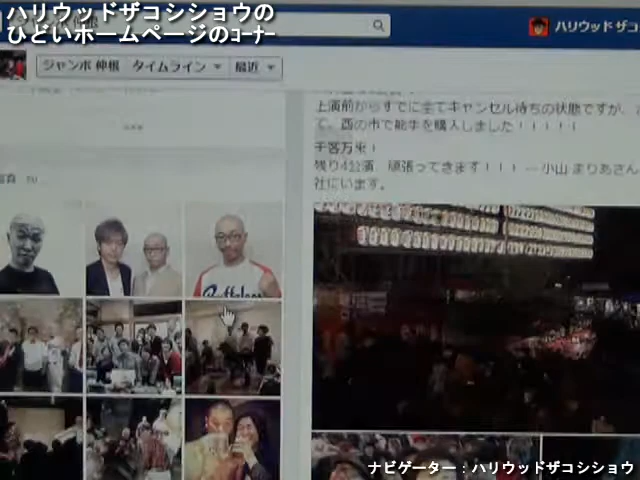 ハリウッドザコシショウの
ひどいホームページのｺｰﾅｰ
ハリウッドザコ
ジャンボ 仲根 タイムライン 最近
上演前からすでに全てキャンセル待ちの状態ですが、
て、酉の市で熊手を購入しました！！！！！
千客万来！
残り4公演、頑張ってきます！！！ — 小山 まりあさん
社にいます。
ナビゲーター：ハリウッドザコシショウ